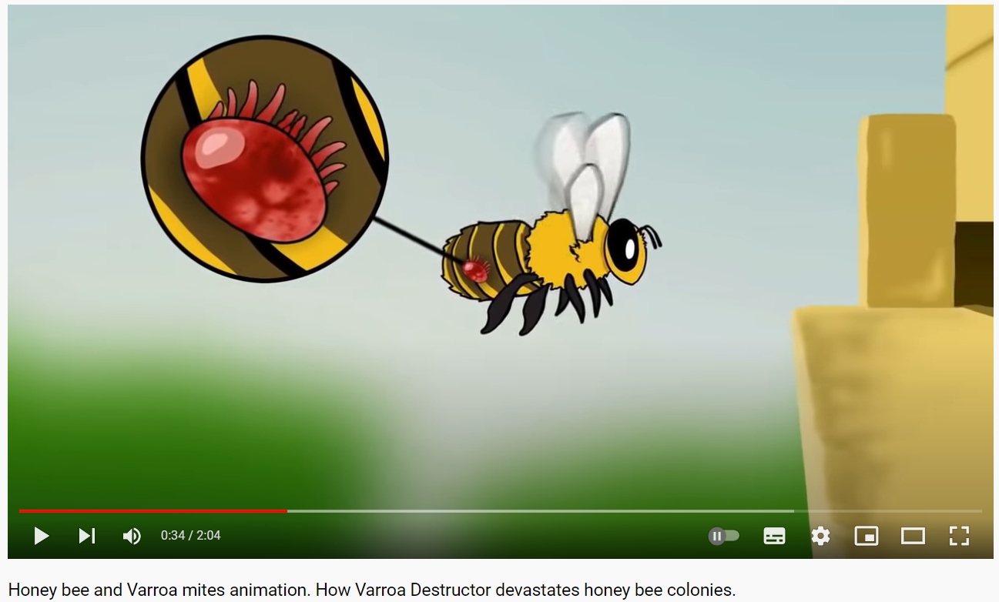 0:34 / 2:04
Honey bee and Varroa mites animation. How Varroa Destructor devastates honey bee colonies.